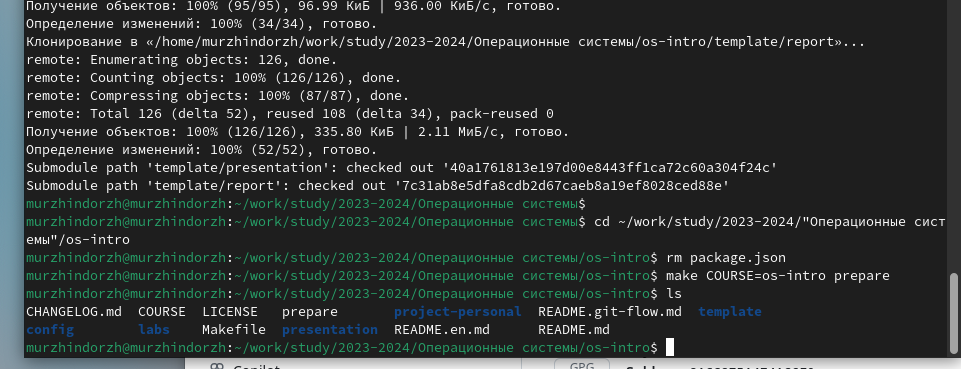 Получение объектов: 100% (95/95), 96.99 КиБ | 936.00 КиБ/с, готово.
Определение изменений: 100% (34/34), готово.
Клонирование в «/home/murzhindorzh/work/study/2023-2024/Операционные системы/os-intro/template/report»...
remote: Enumerating objects: 126, done.
remote: Counting objects: 100% (126/126), done.
remote: Compressing objects: 100% (87/87), done.
remote: Total 126 (delta 52), reused 108 (delta 34), pack-reused 0
Получение объектов: 100% (126/126), 335.80 КиБ | 2.11 МиБ/с, готово.
Определение изменений: 100% (52/52), готово.
Submodule path 'template/presentation': checked out '40a1761813e197d00e8443ff1ca72c60a304f24c'
Submodule path 'template/report': checked out '7c31ab8e5dfa8cdb2d67caeb8a19ef8028ced88e'
murzhindorzh@murzhindorzh:~/work/study/2023-2024/Операционные системы$
murzhindorzh@murzhindorzh:~/work/study/2023-2024/Операционные системы$ cd ~/work/study/2023-2024/"Операционные сист
емы"/os-intro
murzhindorzh@murzhindorzh:~/work/study/2023-2024/Операционные системы/os-intro$ rm package.json
murzhindorzh@murzhindorzh:~/work/study/2023-2024/Операционные системы/os-intro$ make COURSE=os-intro prepare
murzhindorzh@murzhindorzh:~/work/study/2023-2024/Операционные системы/os-intro$ ls
CHANGELOG.md COURSE LICENSE prepare project-personal README.git-flow.md template
config labs Makefile presentation README.en.md README.md
murzhindorzh@murzhindorzh:~/work/study/2023-2024/Операционные системы/os-intro$
Copilot GPG